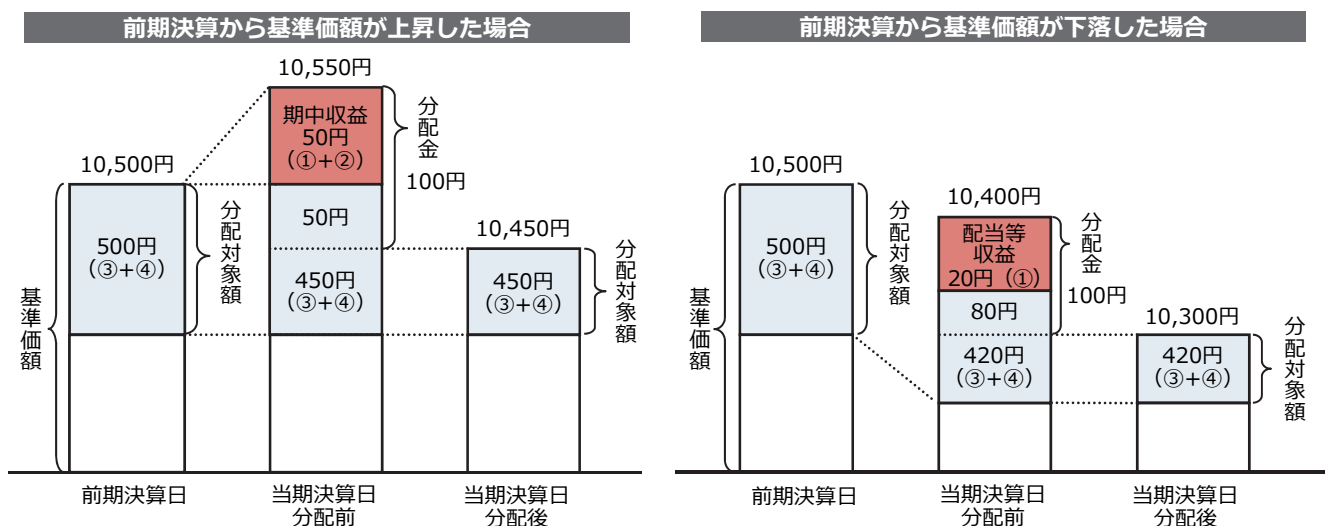 前期決算から基準価額が上昇した場合
10,550円
期中収益
50円
(①+②)
分配金
100円
10,500円
500円
(③+④)
分配対象額
50円
450円
(③+④)
10,450円
450円
(③+④)
分配対象額
基準価額
前期決算日
当期決算日
分配前
当期決算日
分配後
前期決算から基準価額が下落した場合
10,500円
500円
(③+④)
分配対象額
10,400円
配当等
収益
20円(①)
分配金
100円
80円
420円
(③+④)
10,300円
420円
(③+④)
分配対象額
基準価額
前期決算日
当期決算日
分配前
当期決算日
分配後